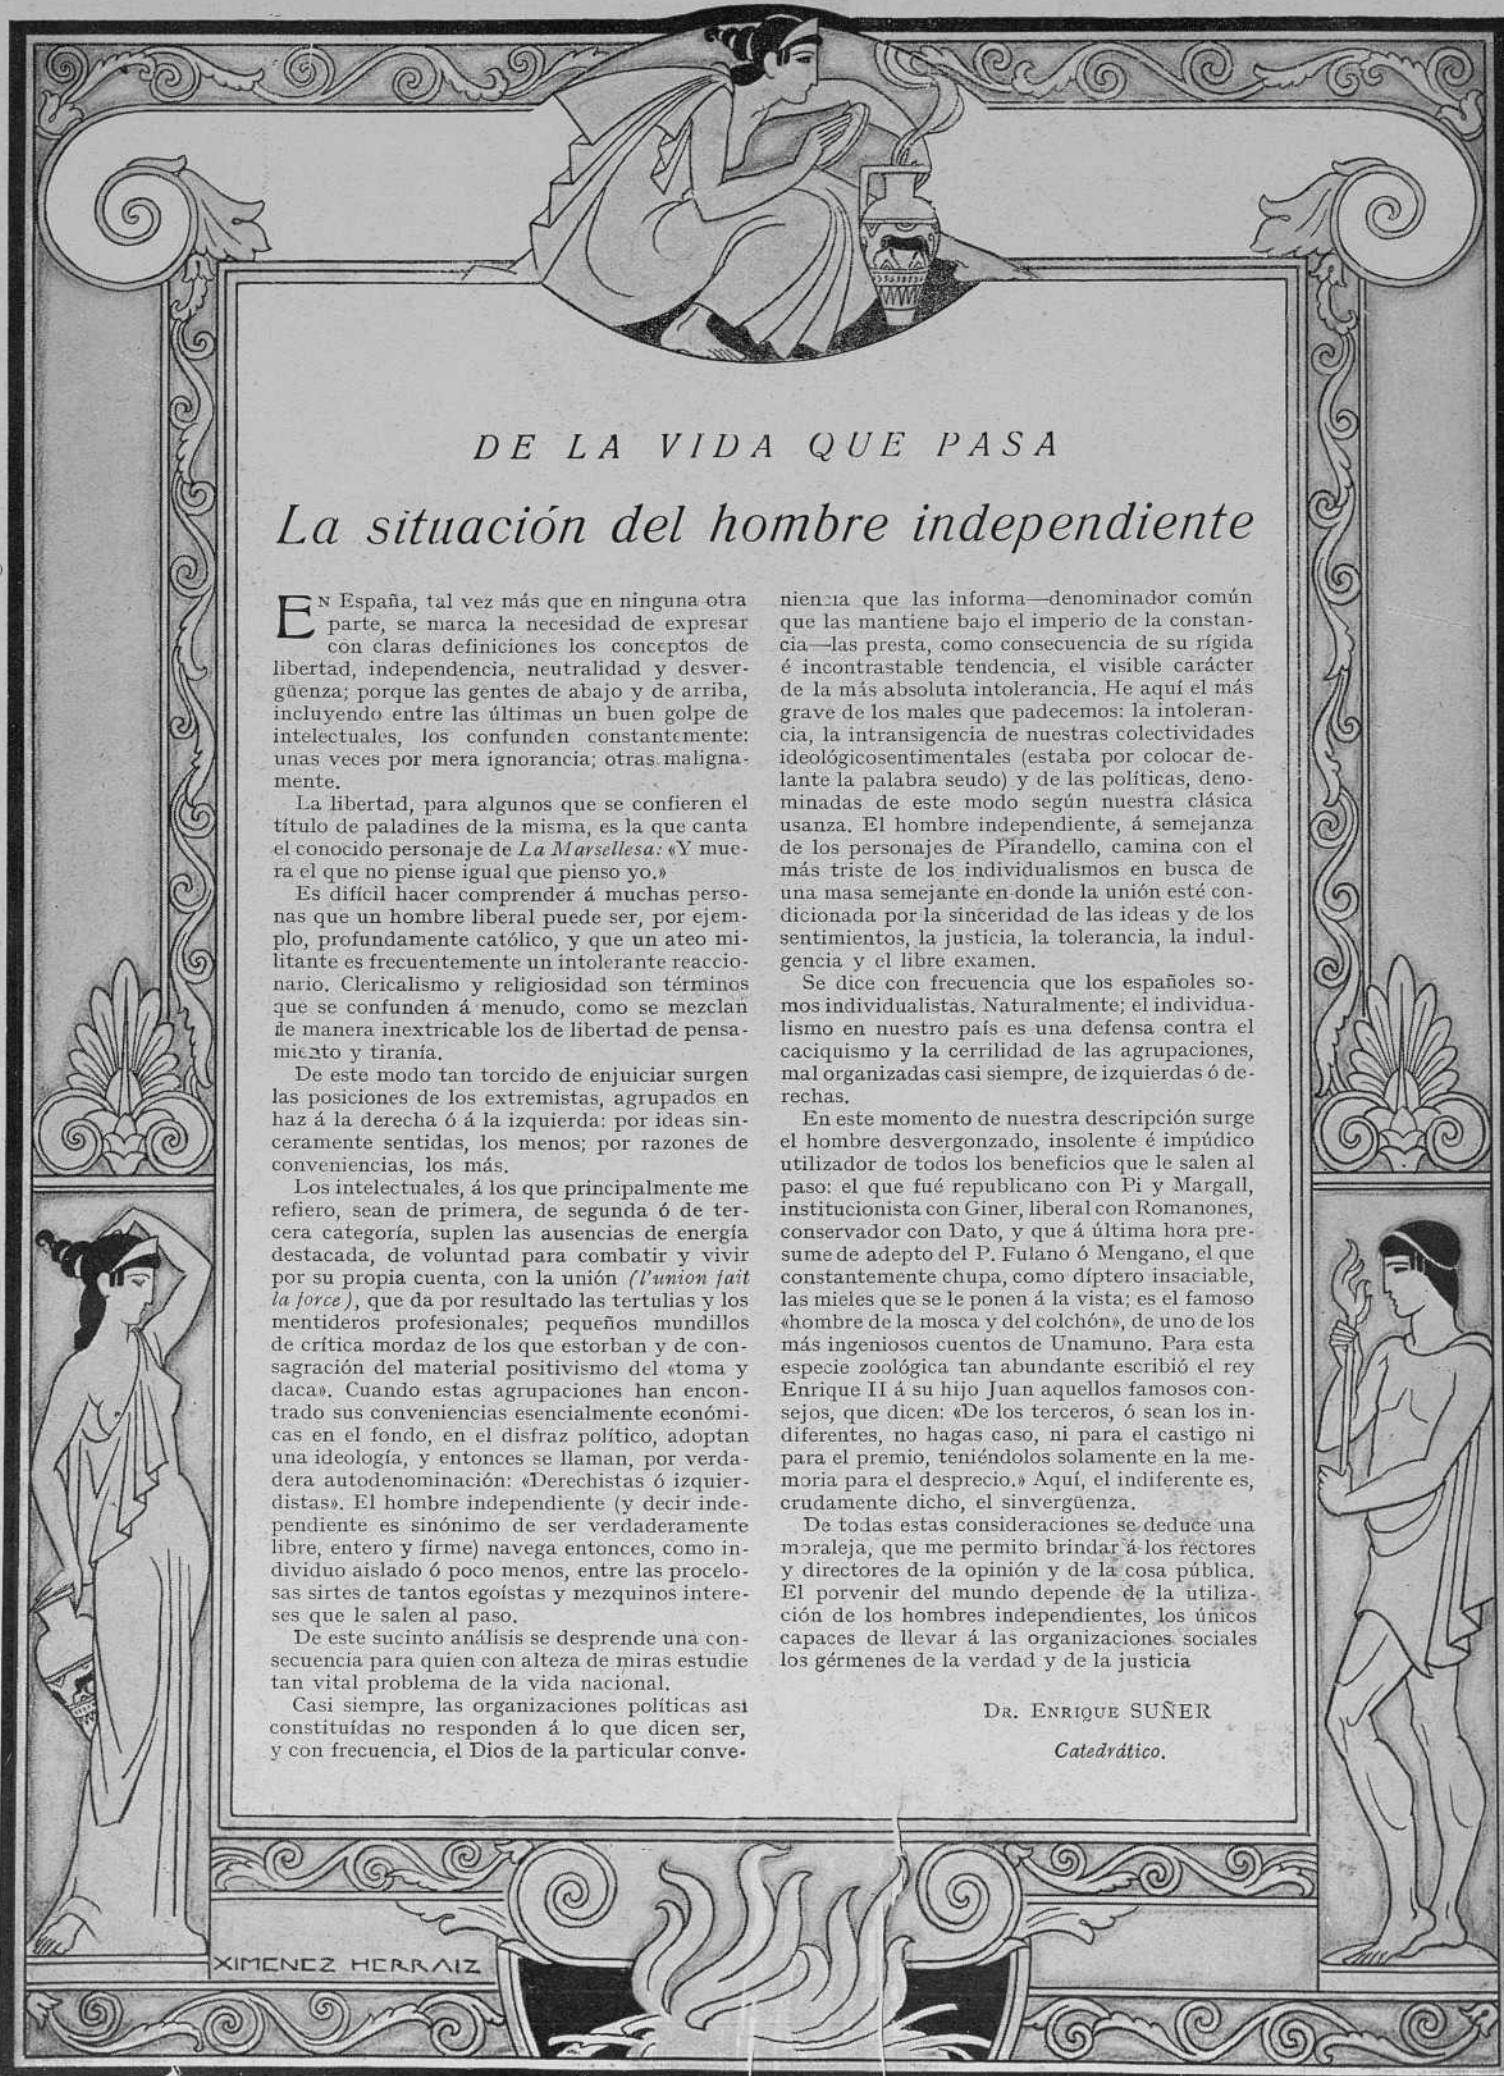 DE LA VIDA QUE PASA
La situación del hombre independiente
EN España, tal vez más que en ninguna otra
parte, se marca la necesidad de expresar
con claras definiciones los conceptos de
libertad, independencia, neutralidad y desver-
güenza; porque las gentes de abajo y de arriba,
incluyendo entre las últimas un buen golpe de
intelectuales, los confunden constantemente:
unas veces por mera ignorancia; otras maligna-
mente.
La libertad, para algunos que se confieren el
título de paladines de la misma, es la que canta
el conocido personaje de La Marsellesa: «Y mue-
ra el que no piense igual que pienso yo.»
Es difícil hacer comprender á muchas perso-
nas que un hombre liberal puede ser, por ejem-
plo, profundamente católico, y que un ateo mi-
litante es frecuentemente un intolerante reaccio-
nario. Clericalismo y religiosidad son términos
que se confunden á menudo, como se mezclan
de manera inextricable los de libertad de pensa-
miento y tiranía.
De este modo tan torcido de enjuiciar surgen
las posiciones de los extremistas, agrupados en
haz á la derecha ó á la izquierda: por ideas sin-
ceramente sentidas, los menos; por razones de
conveniencias, los más.
Los intelectuales, á los que principalmente me
refiero, sean de primera, de segunda ó de ter-
cera categoría, suplen las ausencias de energía
destacada, de voluntad para combatir y vivir
por su propia cuenta, con la unión (l'union fait
la force), que da por resultado las tertulias y los
mentideros profesionales; pequeños mundillos
de crítica mordaz de los que estorban y de con-
sagración del material positivismo del «toma y
daca». Cuando estas agrupaciones han encon-
trado sus conveniencias esencialmente económi-
cas en el fondo, en el disfraz político, adoptan
una ideología, y entonces se llaman, por verda-
dera autodenominación: «Derechistas ó izquier-
distas». El hombre independiente (y decir inde-
pendiente es sinónimo de ser verdaderamente
libre, entero y firme) navega entonces, como in-
dividuo aislado ó poco menos, entre las procelo-
sas sirtes de tantos egoístas y mezquinos intere-
ses que le salen al paso.
De este sucinto análisis se desprende una con-
secuencia para quien con alteza de miras estudie
tan vital problema de la vida nacional.
Casi siempre, las organizaciones políticas así
constituídas no responden á lo que dicen ser,
y con frecuencia, el Dios de la particular conve-
niencia que las informa—denominador común
que las mantiene bajo el imperio de la constan-
cia—las presta, como consecuencia de su rígida
é incontrastable tendencia, el visible carácter
de la más absoluta intolerancia. He aquí el más
grave de los males que padecemos: la intoleran-
cia, la intransigencia de nuestras colectividades
ideológicosentimentales (estaba por colocar de-
lante la palabra seudo) y de las políticas, deno-
minadas de este modo según nuestra clásica
usanza. El hombre independiente, á semejanza
de los personajes de Pirandello, camina con el
más triste de los individualismos en busca de
una masa semejante en donde la unión esté con-
dicionada por la sinceridad de las ideas y de los
sentimientos, la justicia, la tolerancia, la indul-
gencia y el libre examen.
Se dice con frecuencia que los españoles so-
mos individualistas. Naturalmente; el individua-
lismo en nuestro país es una defensa contra el
caciquismo y la cerrilidad de las agrupaciones,
mal organizadas casi siempre, de izquierdas ó de-
rechas.
En este momento de nuestra descripción surge
el hombre desvergonzado, insolente é impúdico
utilizador de todos los beneficios que le salen al
paso: el que fué republicano con Pi y Margall,
institucionista con Giner, liberal con Romanones,
conservador con Dato, y que á última hora pre-
sume de adepto del P. Fulano ó Mengano, el que
constantemente chupa, como díptero insaciable,
las mieles que se le ponen á la vista; es el famoso
«hombre de la mosca y del colchón», de uno de los
más ingeniosos cuentos de Unamuno. Para esta
especie zoológica tan abundante escribió el rey
Enrique II á su hijo Juan aquellos famosos con-
sejos, que dicen: «De los terceros, ó sean los in-
diferentes, no hagas caso, ni para el castigo ni
para el premio, teniéndolos solamente en la me-
moria para el desprecio.» Aquí, el indiferente es,
crudamente dicho, el sinvergüenza.
De todas estas consideraciones se deduce una
moraleja, que me permito brindar á los rectores
y directores de la opinión y de la cosa pública.
El porvenir del mundo depende de la utiliza-
ción de los hombres independientes, los únicos
capaces de llevar á las organizaciones sociales
los gérmenes de la verdad y de la justicia
DR. ENRIQUE SUÑER
Catedrático.
XIMENEZ HERRAIZ